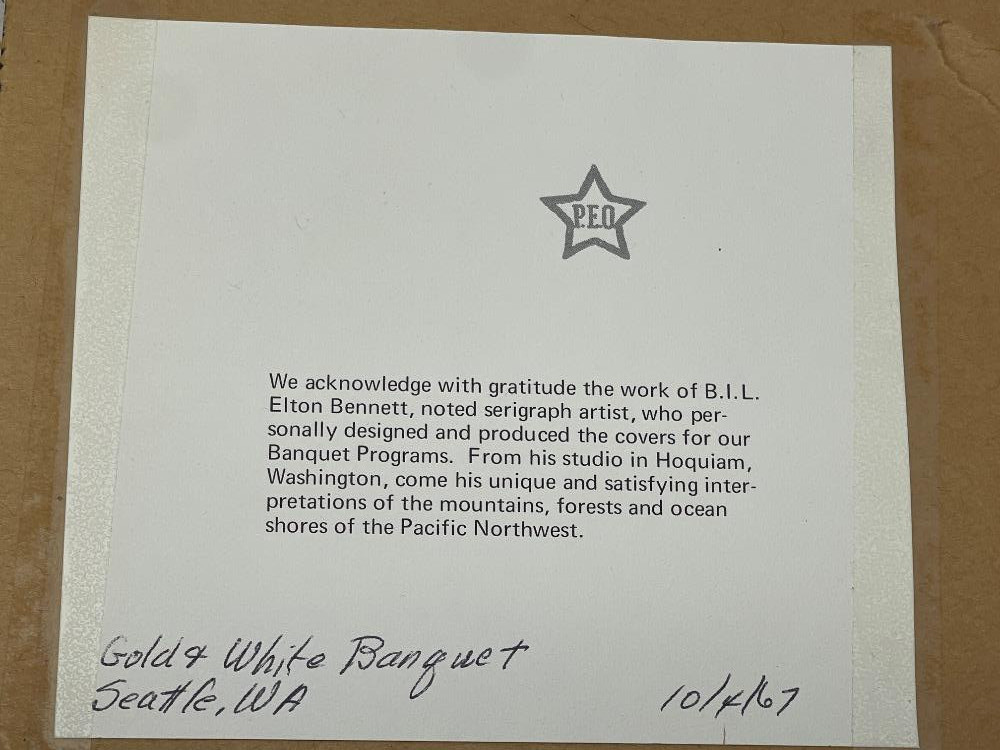 P.E.O.
We acknowledge with gratitude the work of B.I.L.
Elton Bennett, noted serigraph artist, who per-
sonally designed and produced the covers for our
Banquet Programs. From his studio in Hoquiam,
Washington, come his unique and satisfying inter-
pretations of the mountains, forests and ocean
shores of the Pacific Northwest.
Gold & White Banquet
Seattle, WA 10/4/67